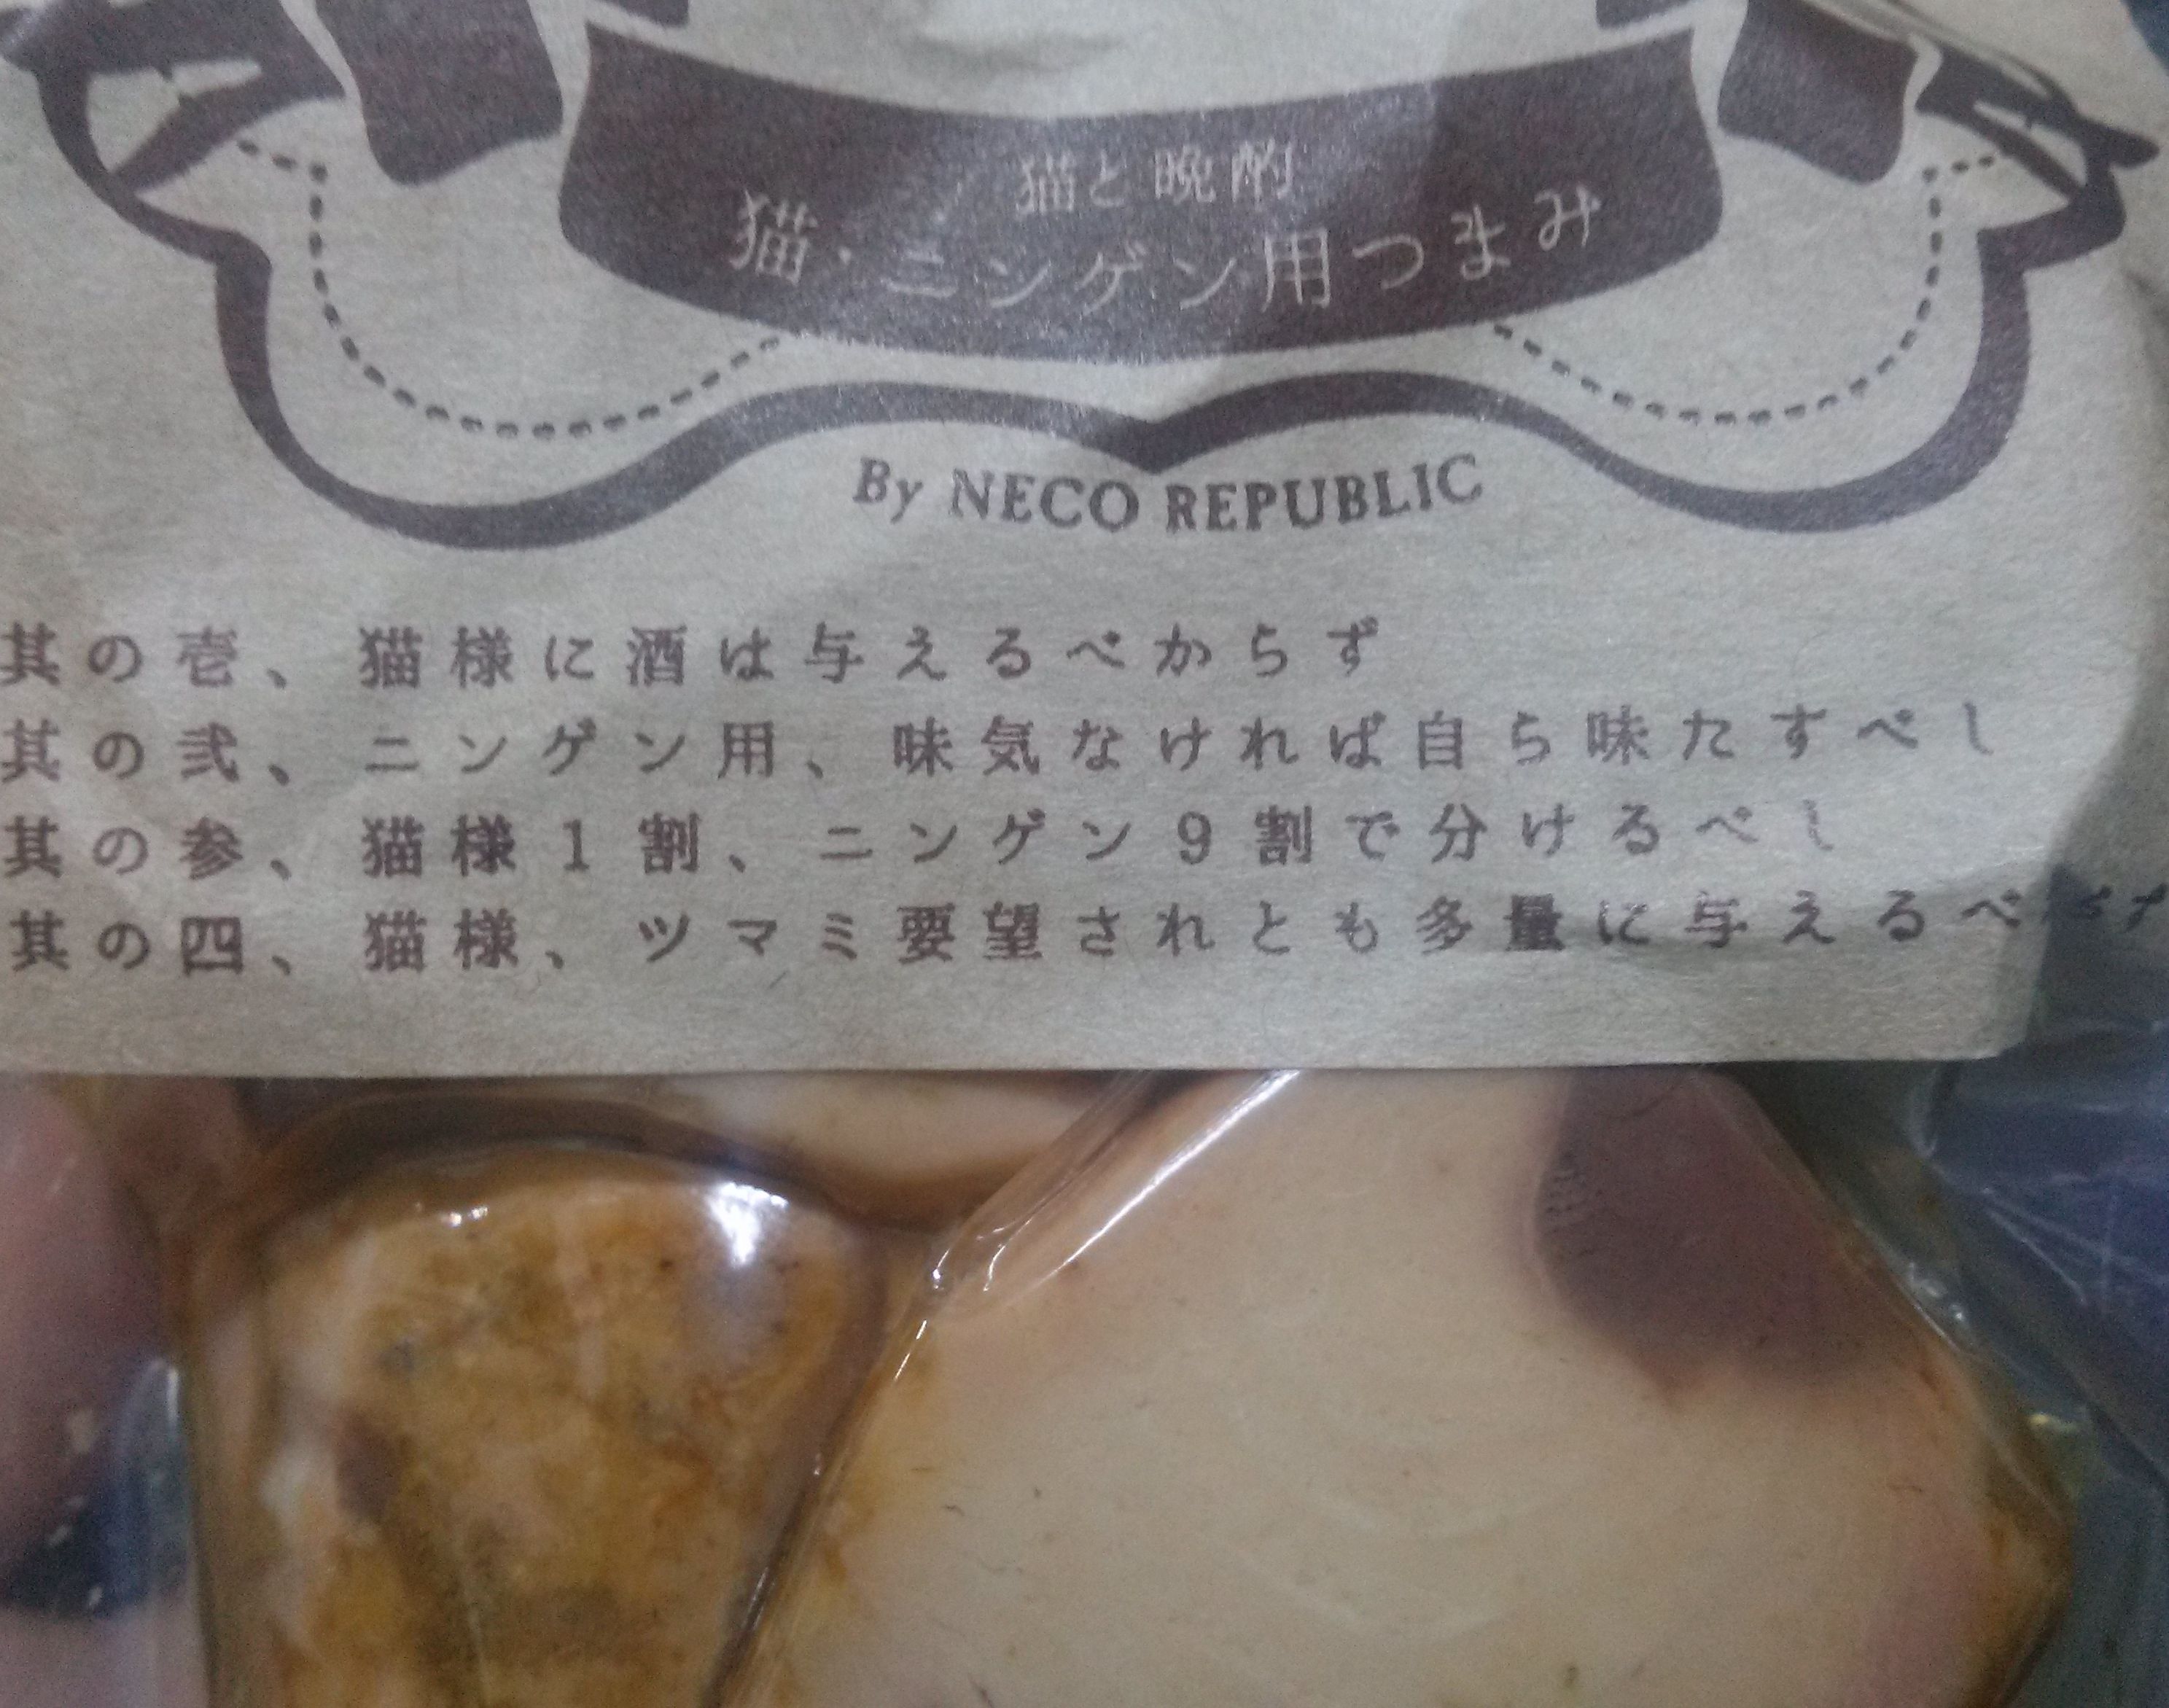 猫と晩酌
猫・ニンゲン用つまみ
By NECO REPUBLIC
其の壱、猫様に酒は与えるべからず
其の弐、ニンゲン用、味気なければ自ら味たすべし
其の参、猫様1割、ニンゲン9割で分けるべし
其の四、猫様、ツマミ要望されとも多量に与えるべ